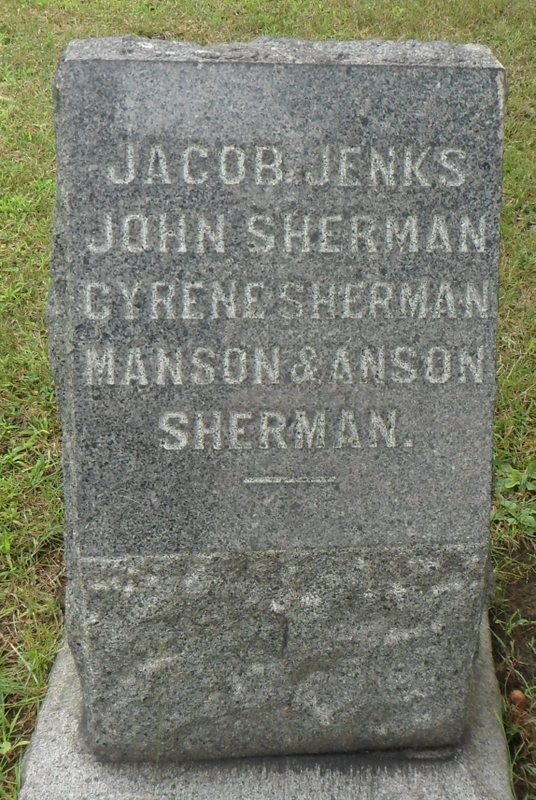 JACOB JENKS
JOHN SHERMAN
CYRENE SHERMAN
MANSON & ANSON
SHERMAN.